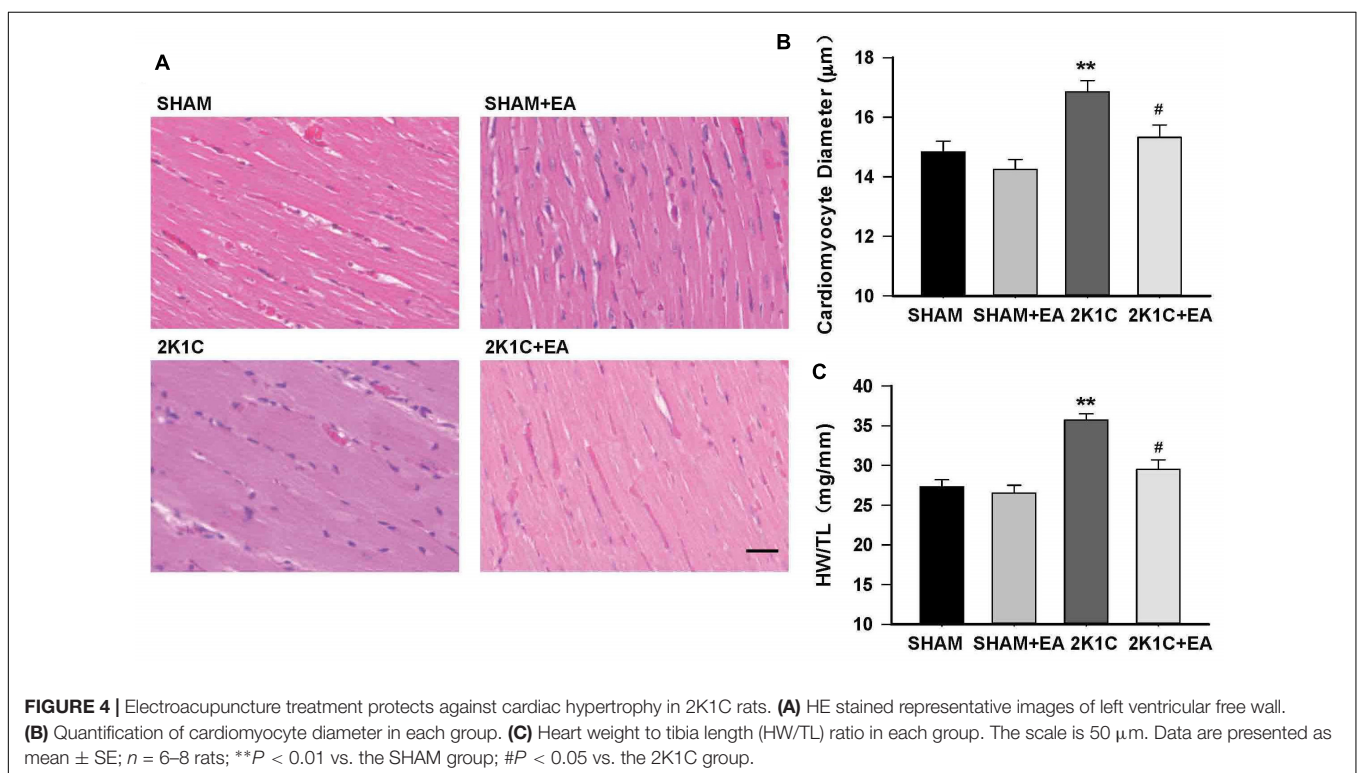 A
SHAM
SHAM+EA
2K1C
2K1C+EA
B
Cardiomyocyte Diameter (μm)
18
16
14
12
10
**
#
SHAM SHAM+EA 2K1C 2K1C+EA
C
HW/TL (mg/mm)
40
35
30
25
20
15
10
**
#
SHAM SHAM+EA 2K1C 2K1C+EA
FIGURE 4 | Electroacupuncture treatment protects against cardiac hypertrophy in 2K1C rats. (A) HE stained representative images of left ventricular free wall.
(B) Quantification of cardiomyocyte diameter in each group. (C) Heart weight to tibia length (HW/TL) ratio in each group. The scale is 50 μm. Data are presented as
mean ± SE; n = 6–8 rats; **P < 0.01 vs. the SHAM group; #P < 0.05 vs. the 2K1C group.